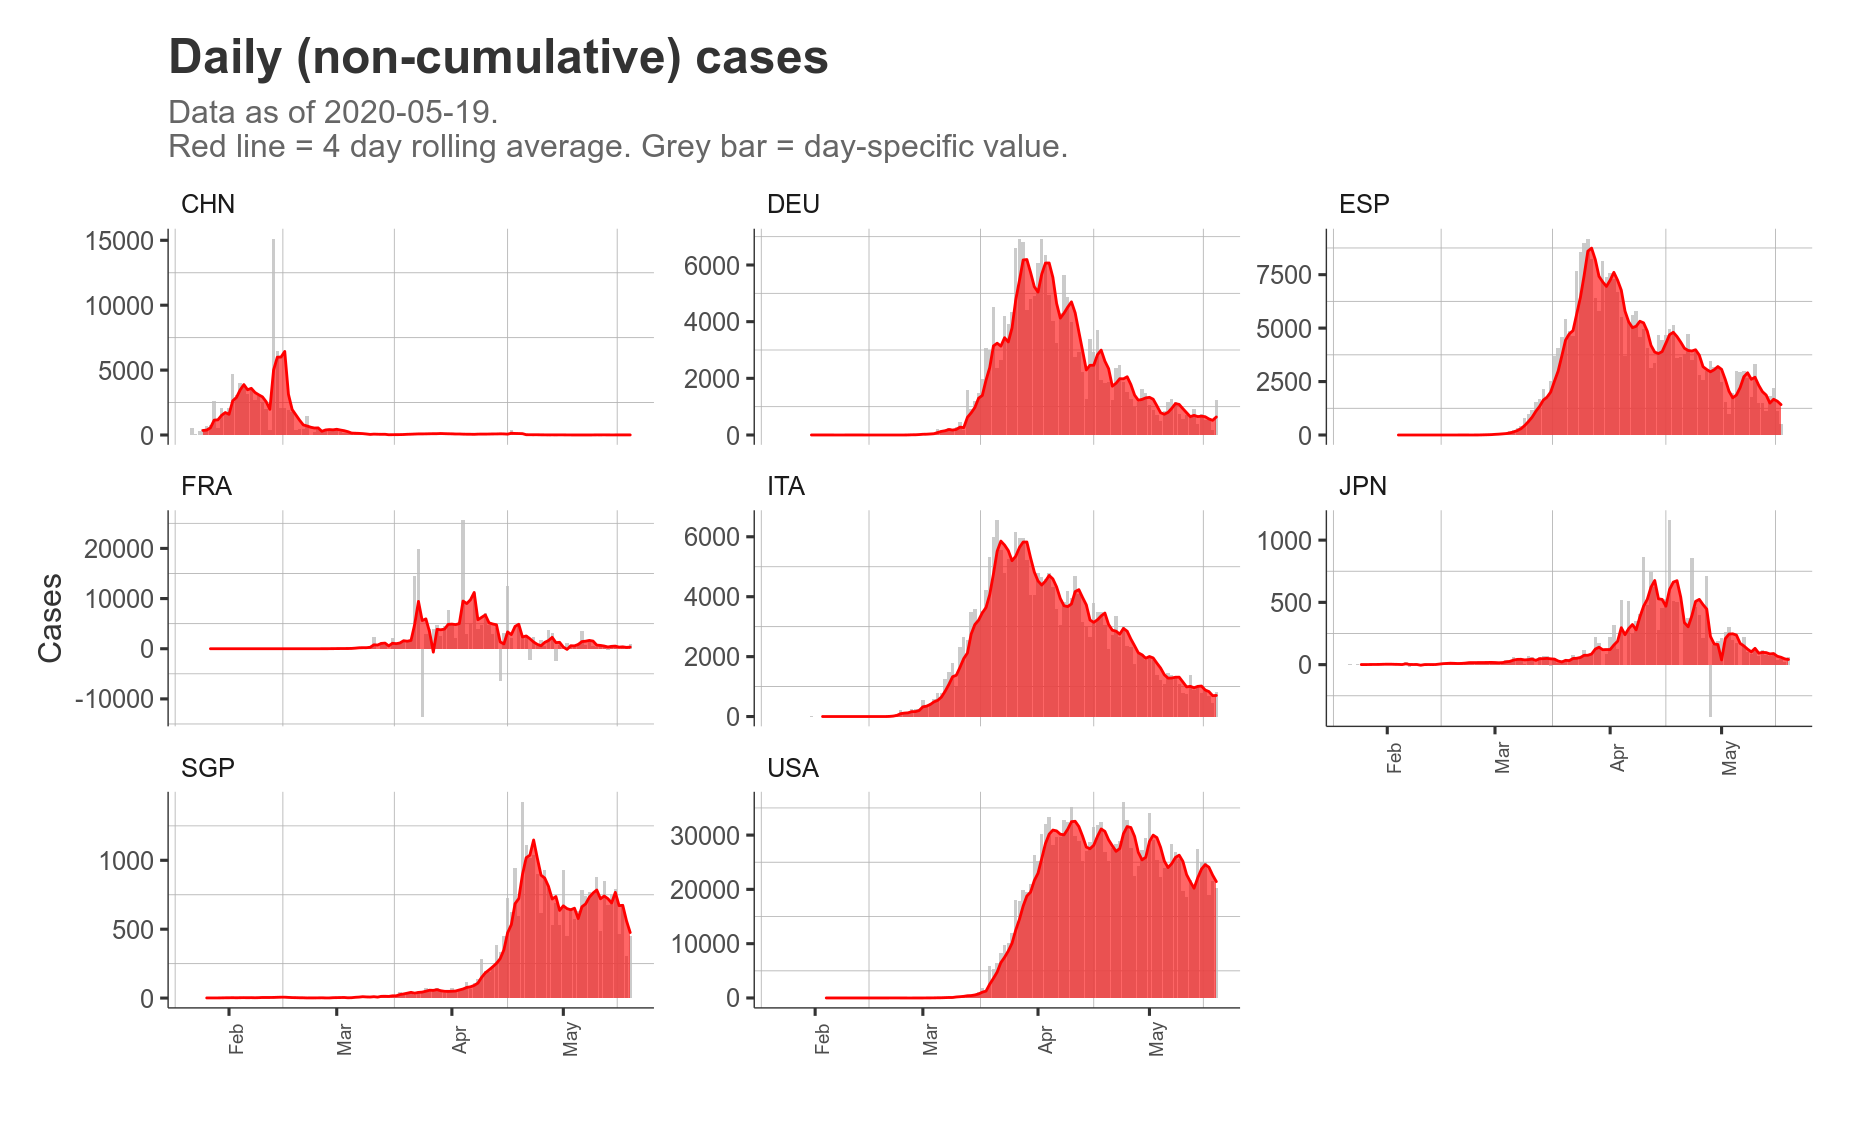 Daily (non-cumulative) cases
Data as of 2020-05-19.
Red line = 4 day rolling average. Grey bar = day-specific value.
Cases
CHN
15000
10000
5000
0
DEU
6000
4000
2000
0
ESP
7500
5000
2500
0
FRA
20000
10000
0
-10000
ITA
6000
4000
2000
0
JPN
1000
500
0
Feb
Mar
Apr
May
SGP
1000
500
0
Feb
Mar
Apr
May
USA
30000
20000
10000
0
Feb
Mar
Apr
May